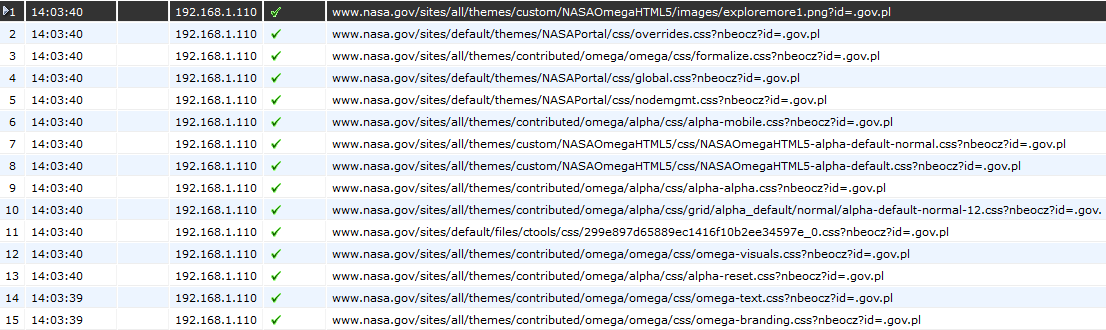 1 14:03:40 192.168.1.110 www.nasa.gov/sites/all/themes/custom/NASAOmegaHTML5/images/exploremore1.png?id=.gov.pl
2 14:03:40 192.168.1.110 www.nasa.gov/sites/default/themes/NASAPortal/css/overrides.css?nbeocz?id=.gov.pl
3 14:03:40 192.168.1.110 www.nasa.gov/sites/all/themes/contributed/omega/omega/css/formalize.css?nbeocz?id=.gov.pl
4 14:03:40 192.168.1.110 www.nasa.gov/sites/default/themes/NASAPortal/css/global.css?nbeocz?id=.gov.pl
5 14:03:40 192.168.1.110 www.nasa.gov/sites/default/themes/NASAPortal/css/nodemgmt.css?nbeocz?id=.gov.pl
6 14:03:40 192.168.1.110 www.nasa.gov/sites/all/themes/contributed/omega/alpha/css/alpha-mobile.css?nbeocz?id=.gov.pl
7 14:03:40 192.168.1.110 www.nasa.gov/sites/all/themes/custom/NASAOmegaHTML5/css/NASAOmegaHTML5-alpha-default-normal.css?nbeocz?id=.gov.pl
8 14:03:40 192.168.1.110 www.nasa.gov/sites/all/themes/custom/NASAOmegaHTML5/css/NASAOmegaHTML5-alpha-default.css?nbeocz?id=.gov.pl
9 14:03:40 192.168.1.110 www.nasa.gov/sites/all/themes/contributed/omega/alpha/css/alpha-alpha.css?nbeocz?id=.gov.pl
10 14:03:40 192.168.1.110 www.nasa.gov/sites/all/themes/contributed/omega/alpha/css/grid/alpha_default/normal/alpha-default-normal-12.css?nbeocz?id=.gov.
11 14:03:40 192.168.1.110 www.nasa.gov/sites/default/files/ctools/css/299e897d65889ec1416f10b2ee34597e_0.css?nbeocz?id=.gov.pl
12 14:03:40 192.168.1.110 www.nasa.gov/sites/all/themes/contributed/omega/omega/css/omega-visuals.css?nbeocz?id=.gov.pl
13 14:03:40 192.168.1.110 www.nasa.gov/sites/all/themes/contributed/omega/alpha/css/alpha-reset.css?nbeocz?id=.gov.pl
14 14:03:39 192.168.1.110 www.nasa.gov/sites/all/themes/contributed/omega/omega/css/omega-text.css?nbeocz?id=.gov.pl
15 14:03:39 192.168.1.110 www.nasa.gov/sites/all/themes/contributed/omega/omega/css/omega-branding.css?nbeocz?id=.gov.pl